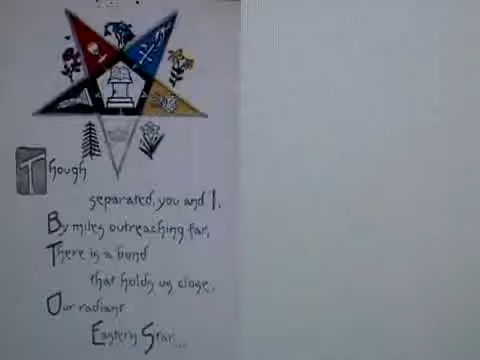 Though
separated, you and I,
By miles outreaching far,
There is a bond
that holds us close,
Our radiant
Eastern Star...